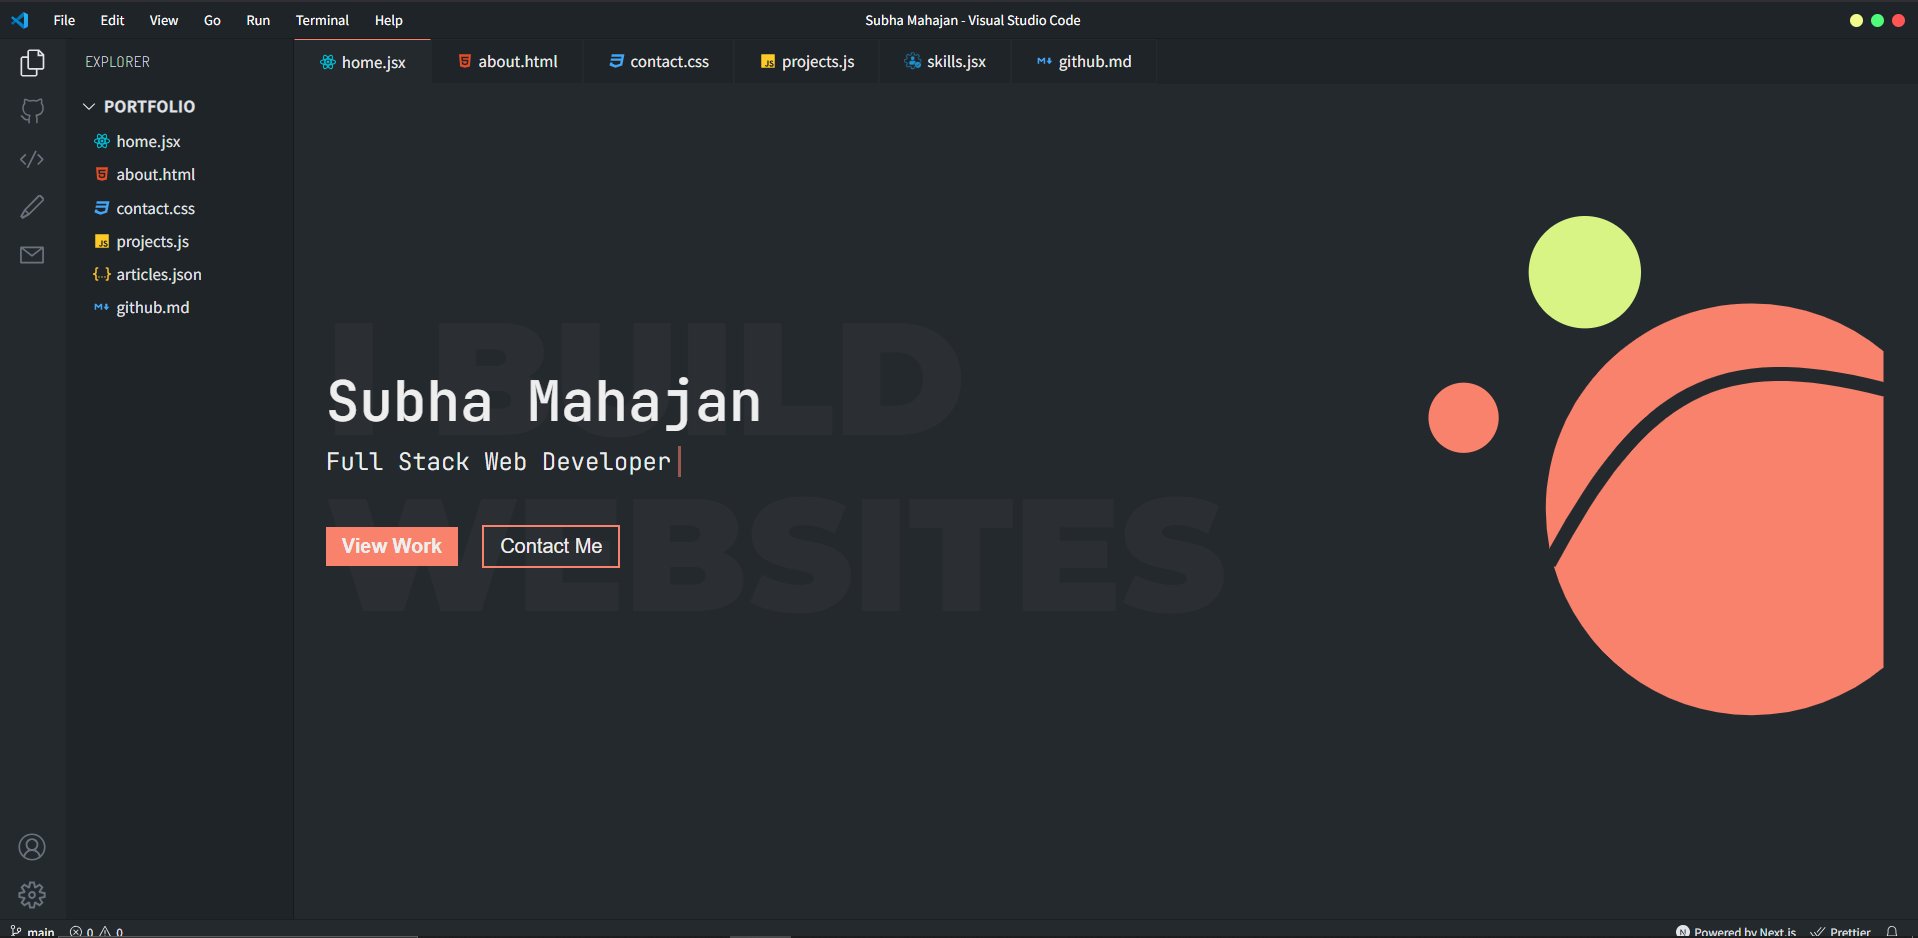 File Edit View Go Run Terminal Help
Subha Mahajan - Visual Studio Code
EXPLORER
home.jsx
about.html
contact.css
projects.js
skills.jsx
github.md
PORTFOLIO
home.jsx
about.html
contact.css
projects.js
articles.json
github.md
I BUILD
Subha Mahajan
Full Stack Web Developer
WEBSITES
View Work
Contact Me
main
0
0
Powered by Next.js
Prettier